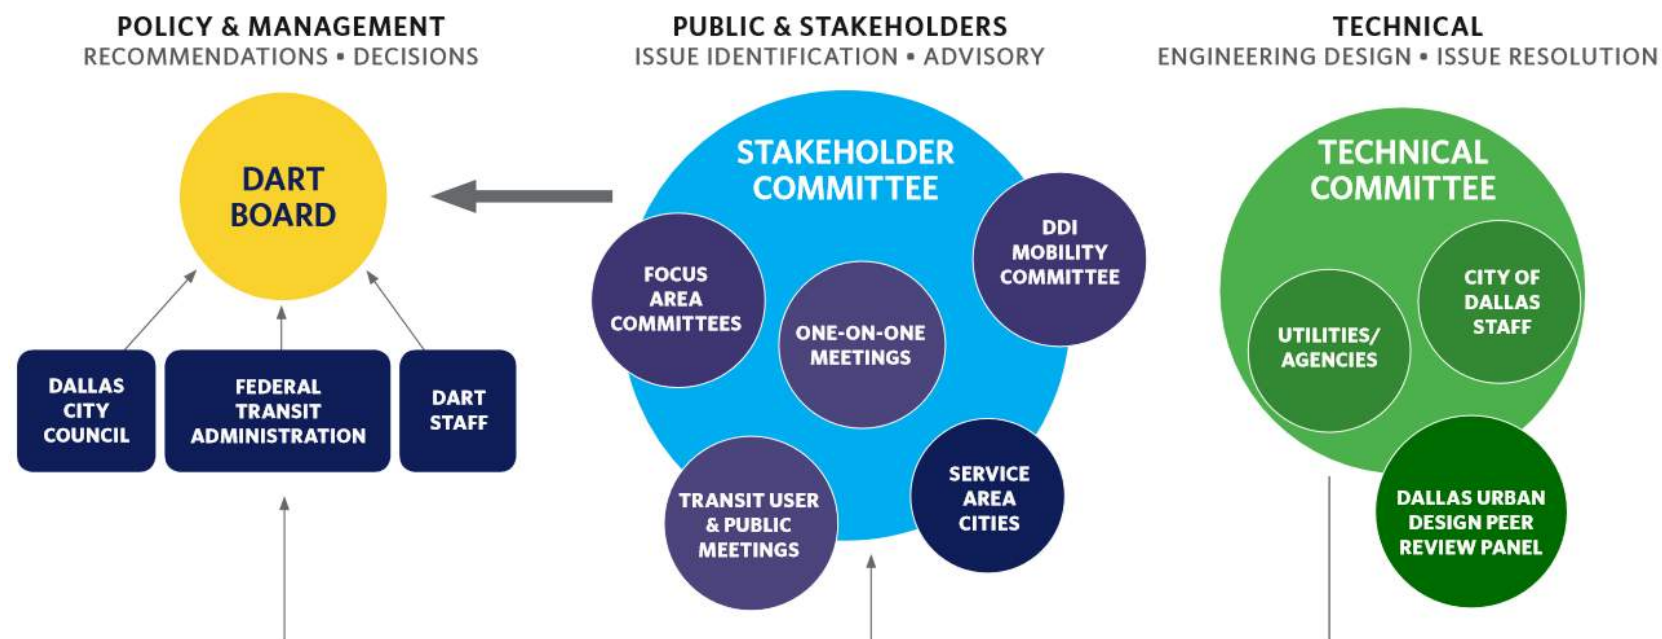 POLICY & MANAGEMENT
RECOMMENDATIONS ▪ DECISIONS
DART
BOARD
DALLAS
CITY
COUNCIL
FEDERAL
TRANSIT
ADMINISTRATION
DART
STAFF
PUBLIC & STAKEHOLDERS
ISSUE IDENTIFICATION ▪ ADVISORY
STAKEHOLDER
COMMITTEE
FOCUS
AREA
COMMITTEES
ONE-ON-ONE
MEETINGS
DDI
MOBILITY
COMMITTEE
TRANSIT USER
& PUBLIC
MEETINGS
SERVICE
AREA
CITIES
TECHNICAL
ENGINEERING DESIGN ▪ ISSUE RESOLUTION
TECHNICAL
COMMITTEE
UTILITIES/
AGENCIES
CITY OF
DALLAS
STAFF
DALLAS URBAN
DESIGN PEER
REVIEW PANEL